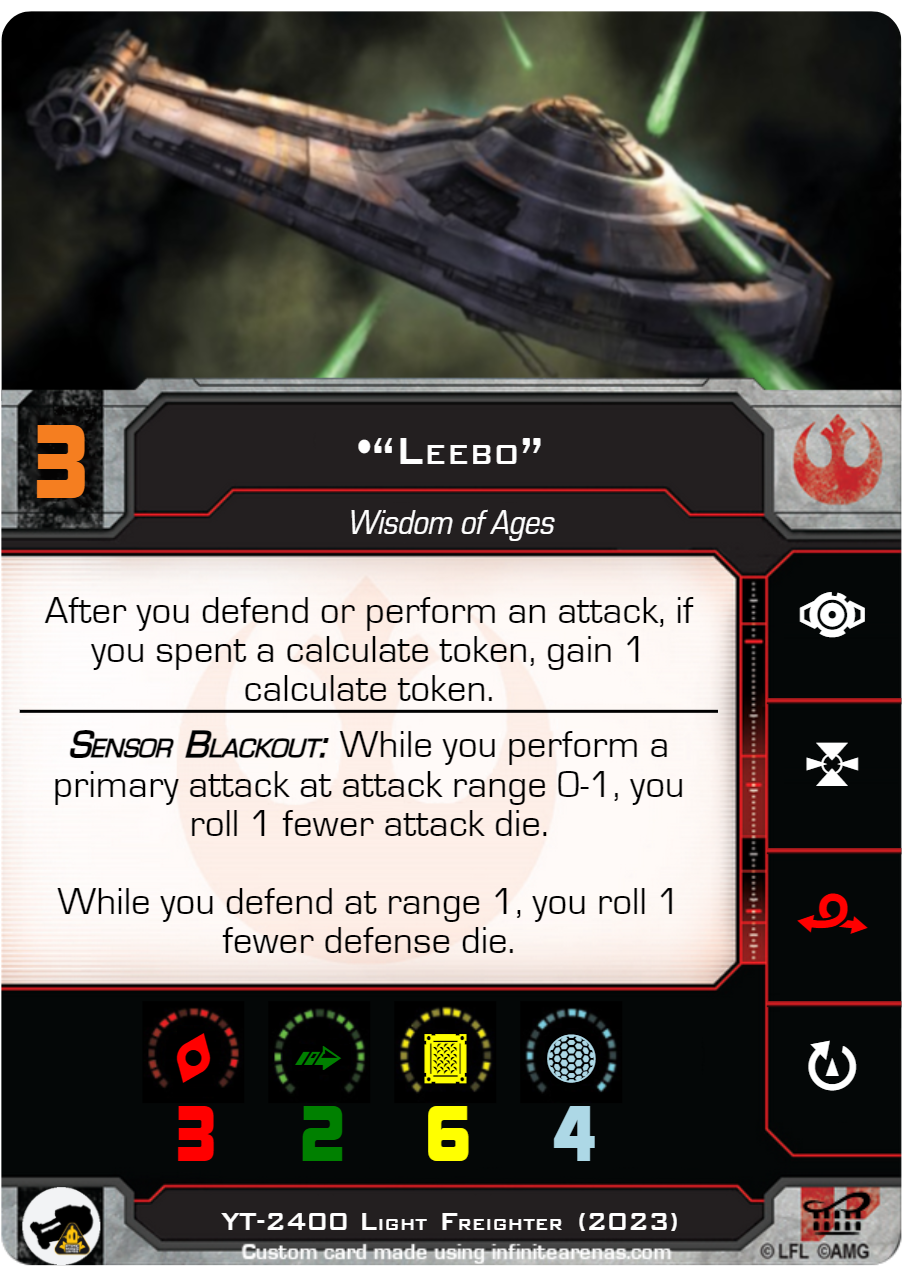 3
•“Leebo”
Wisdom of Ages
After you defend or perform an attack, if
you spent a calculate token, gain 1
calculate token.
Sensor Blackout: While you perform a
primary attack at attack range 0-1, you
roll 1 fewer attack die.
While you defend at range 1, you roll 1
fewer defense die.
3 2 6 4
YT-2400 Light Freighter (2023)
Custom card made using infinitearenas.com
© LFL ©AMG